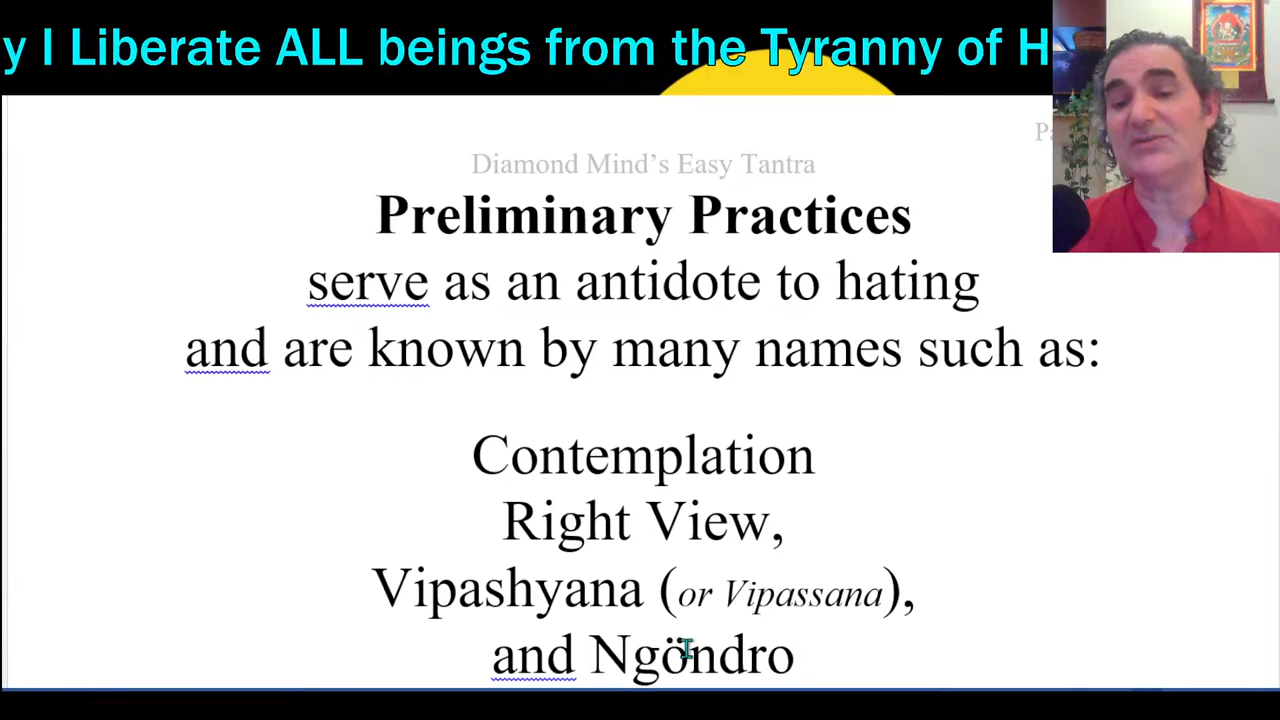 y I Liberate ALL beings from the Tyranny of H
Diamond Mind's Easy Tantra
Preliminary Practices
serve as an antidote to hating
and are known by many names such as:
Contemplation
Right View,
Vipashyana (or Vipassana),
and Ngöndro